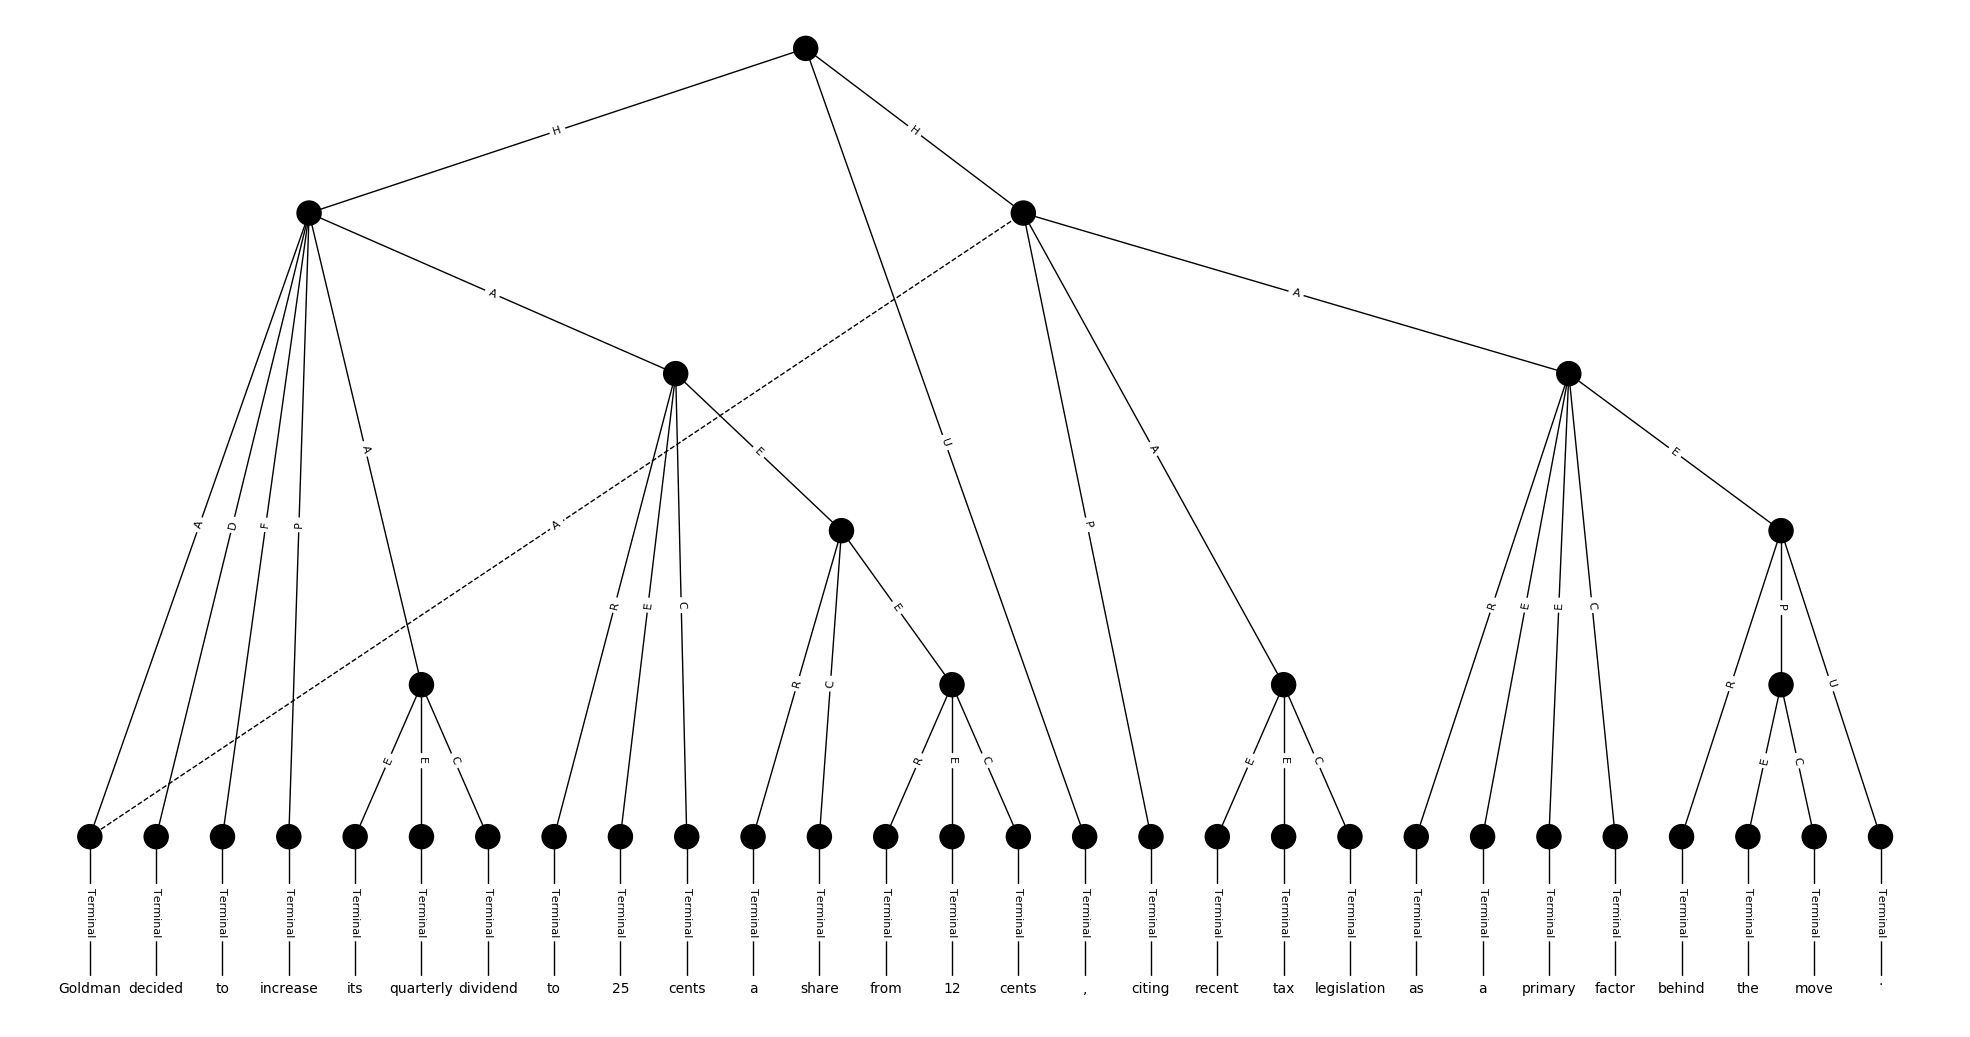 H H
A A
A E U A E
A D F P A P A R E E C E
R E C E R P U
R C
E E C R E C E E C E C
Terminal Terminal Terminal Terminal Terminal Terminal Terminal Terminal Terminal Terminal Terminal Terminal Terminal Terminal Terminal Terminal Terminal Terminal Terminal Terminal Terminal Terminal Terminal Terminal Terminal Terminal Terminal Terminal
Goldman decided to increase its quarterly dividend to 25 cents a share from 12 cents , citing recent tax legislation as a primary factor behind the move .